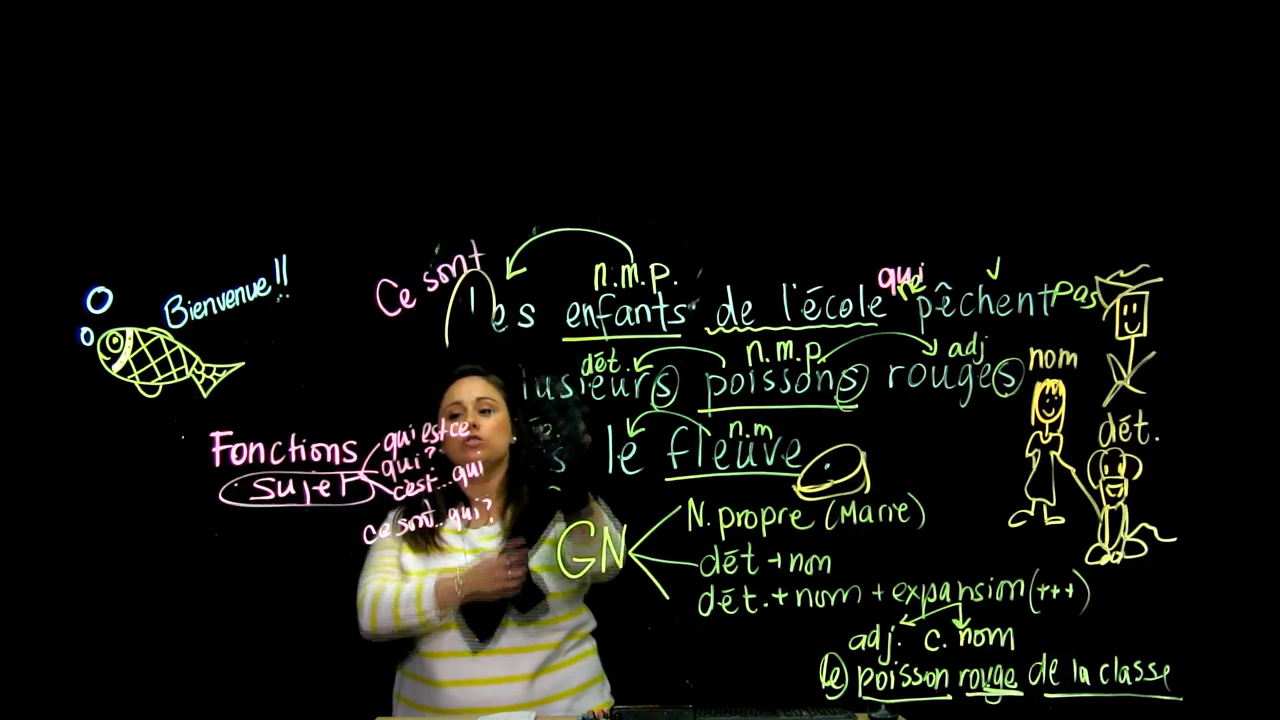 Bienvenue!!
Ce sont
n.m.p.
les enfants de l'école qui pêchent pas
dét. n.m.p. adj
lusieurs poissons rouges
nom
n.m
s le fleuve
dét.
Fonctions
sujet
qui est ce
qui?
c'est...qui
ce sont...qui?
GN
N. propre (Marie)
dét + non
dét. + nom + expansion (+++)
adj. c. nom
le poisson rouge de la classe